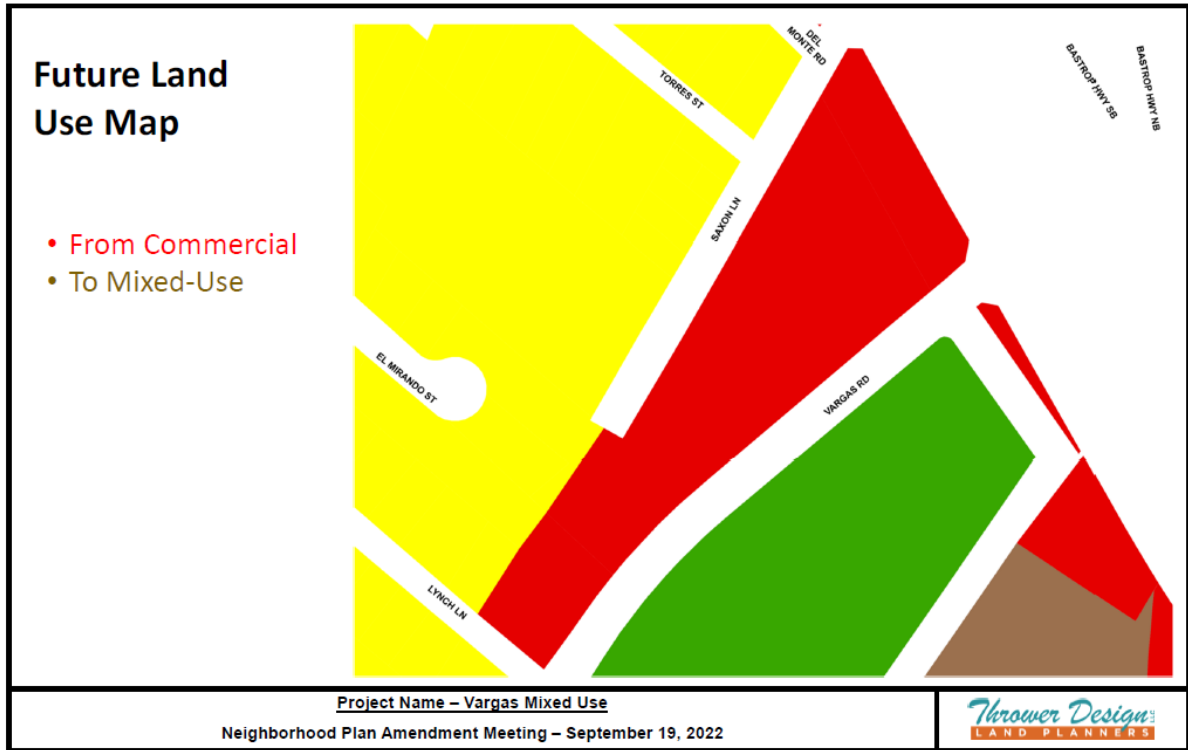 Future Land
Use Map
• From Commercial
• To Mixed-Use
DEL
MONTE RD
TORRES ST
BASTROP HWY SB
BASTROP HWY NB
SAXON LN
EL MIRANDO ST
VARGAS RD
LYNCH LN
Project Name – Vargas Mixed Use
Neighborhood Plan Amendment Meeting – September 19, 2022
Thrower Design LLC
LAND PLANNERS